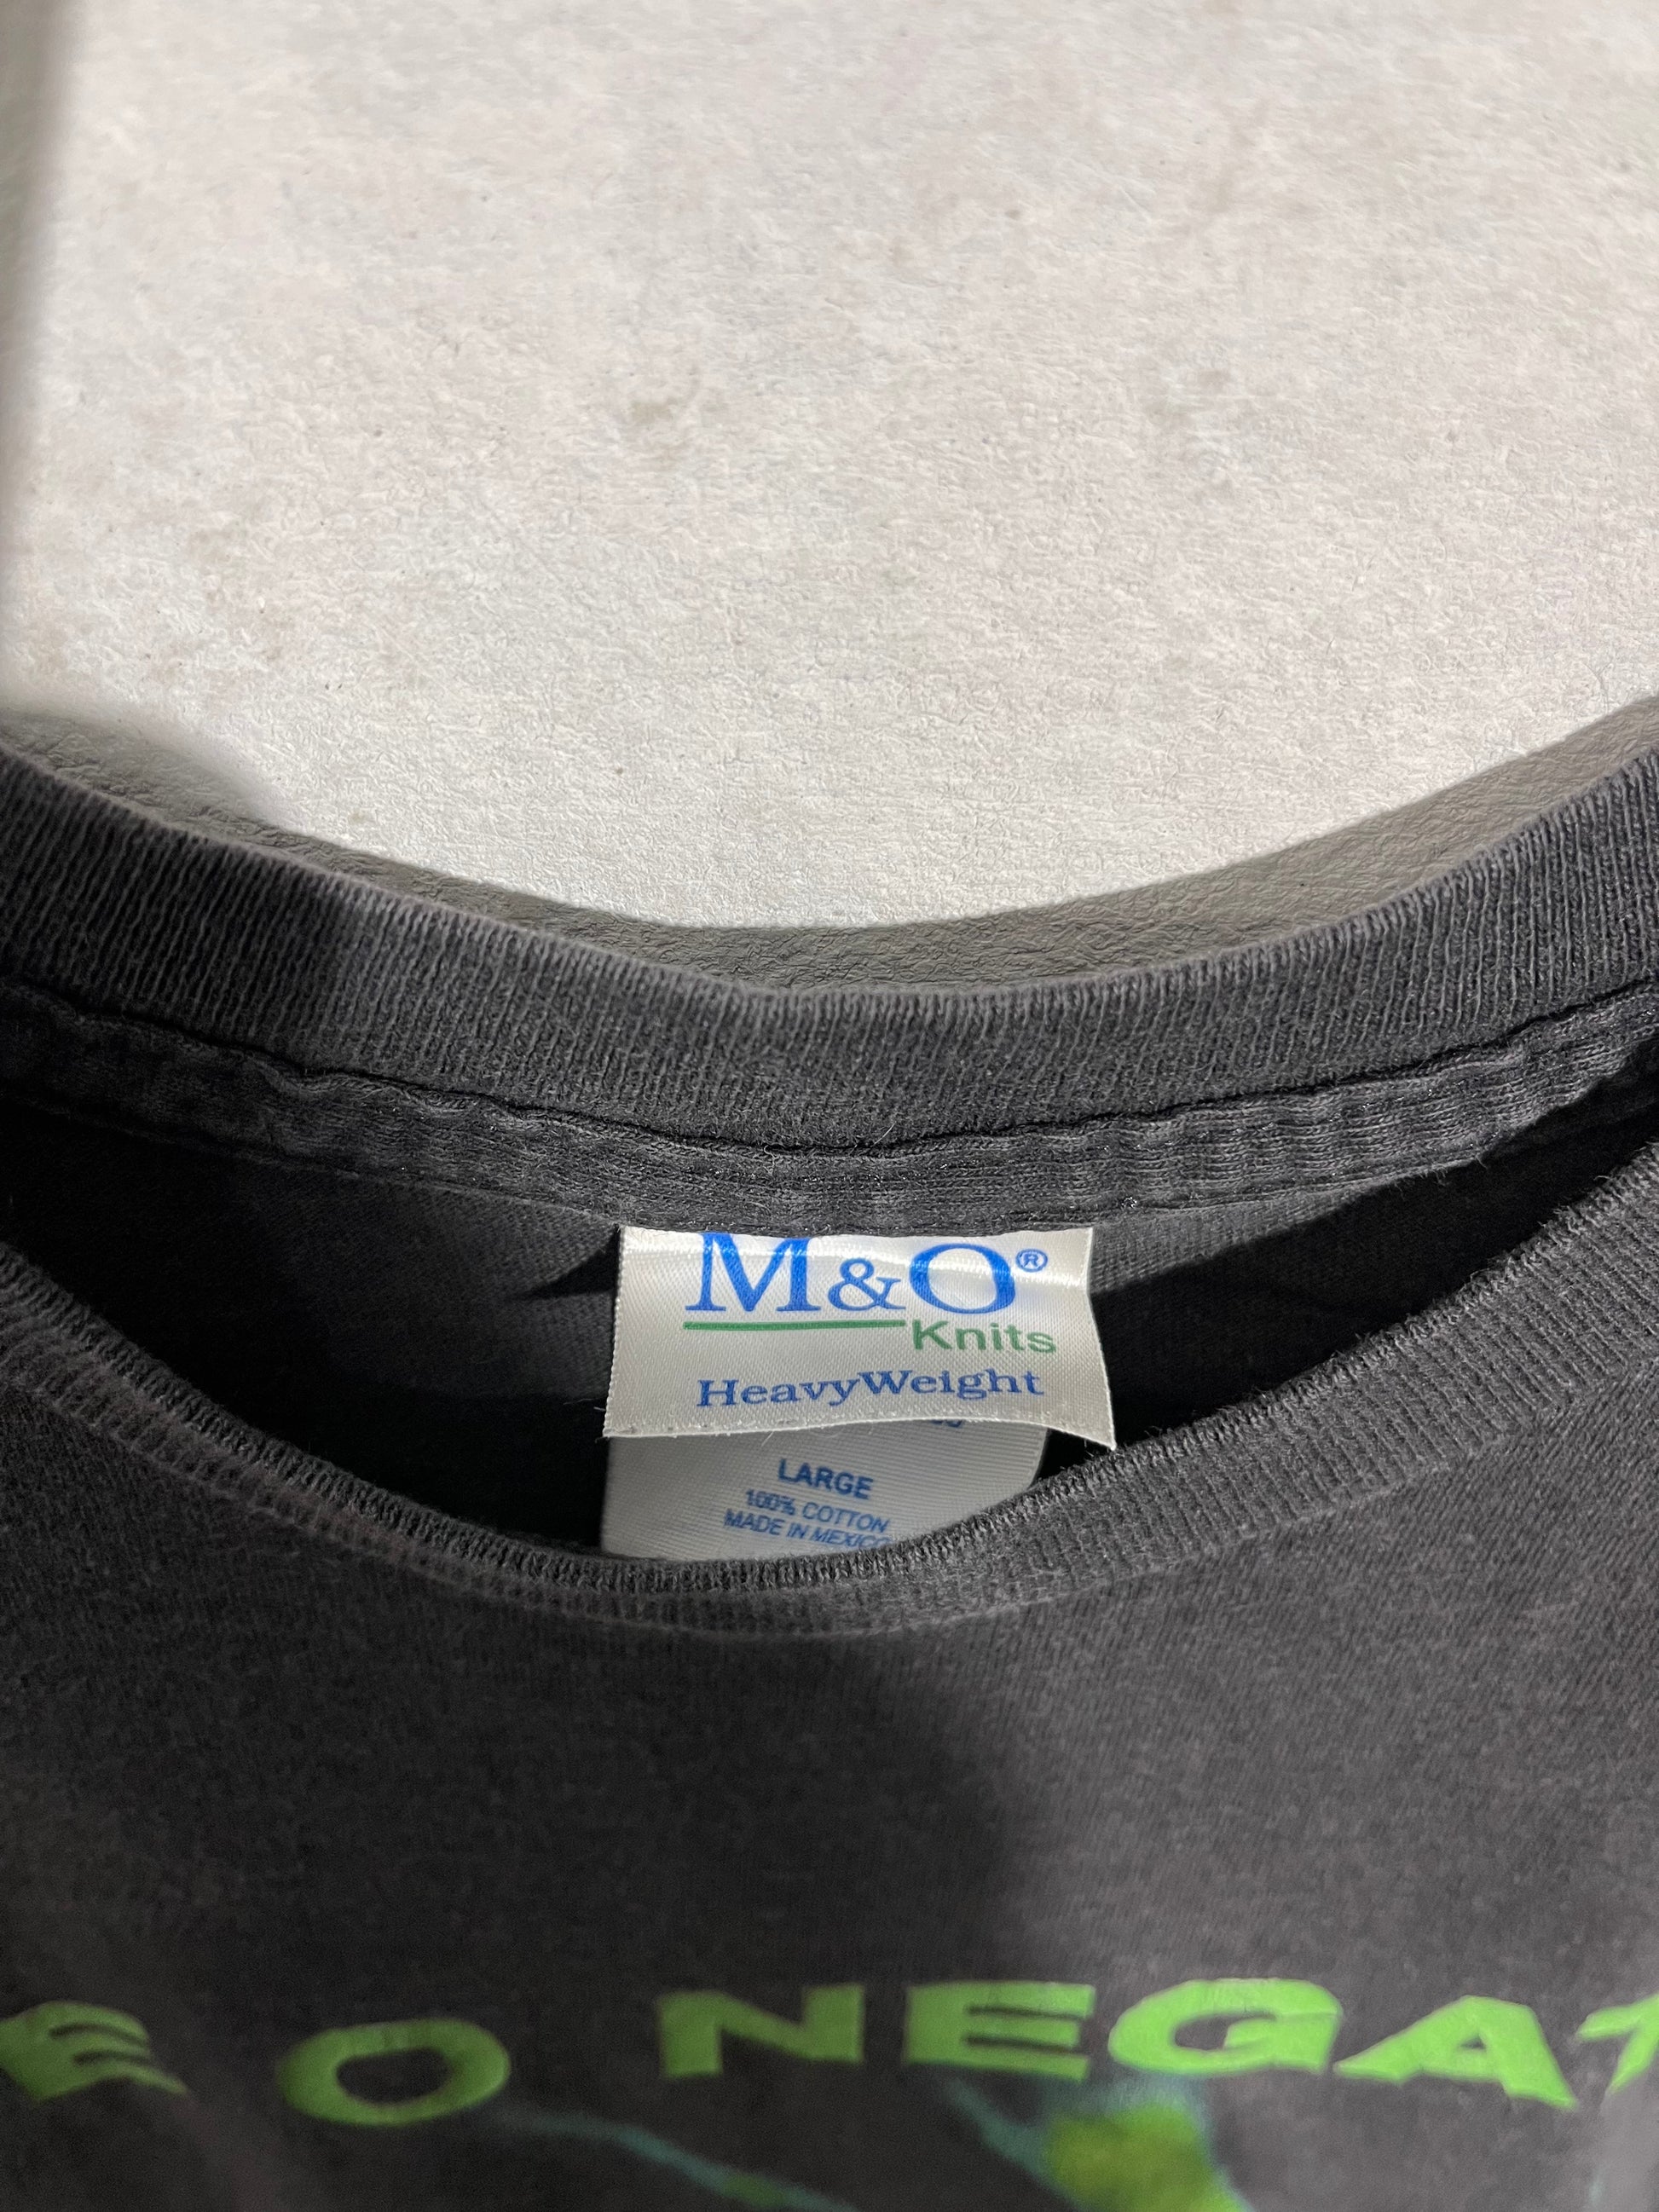 M&O®
Knits
HeavyWeight
LARGE
100% COTTON
MADE IN MEXICO
E O NEGAT